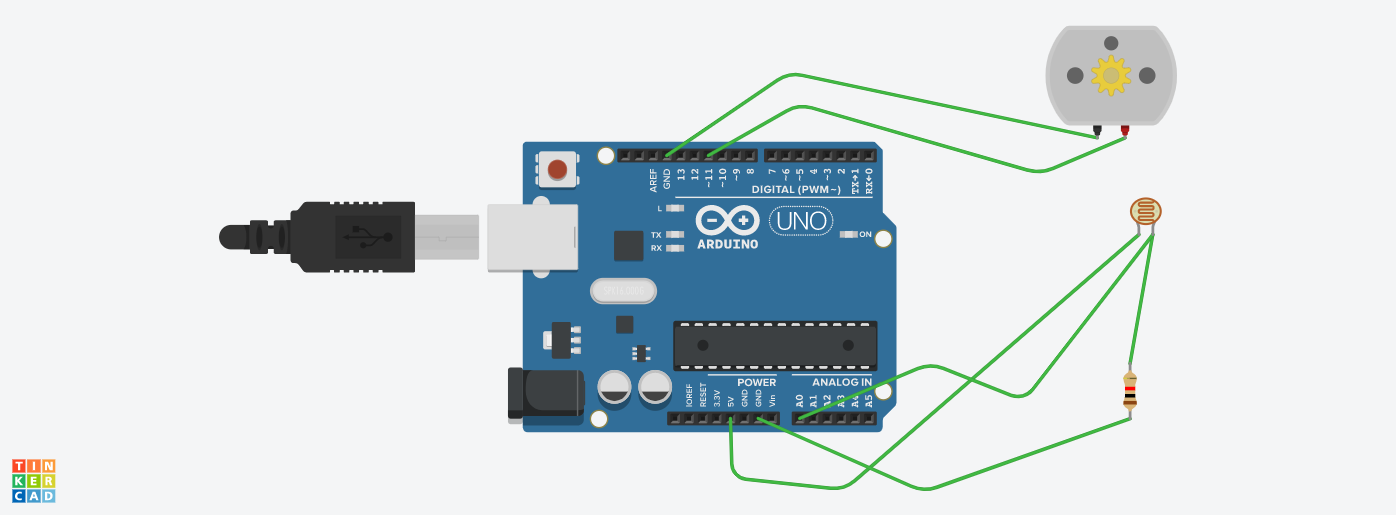 AREF
GND
13
12
~11
~10
~9
8
7
~6
~5
4
~3
2
TX→1
RX←0
DIGITAL (PWM~)
L
TX
RX
ON
UNO
ARDUINO
POWER
ANALOG IN
IOREF
RESET
3.3V
5V
GND
GND
Vin
A0
A1
A2
A3
A4
A5
TIN
KER
CAD